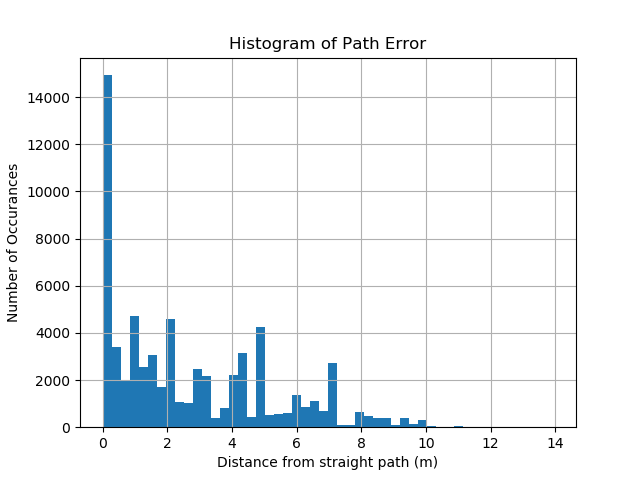 Histogram of Path Error
14000
12000
10000
8000
6000
4000
2000
0
Number of Occurances
0 2 4 6 8 10 12 14
Distance from straight path (m)